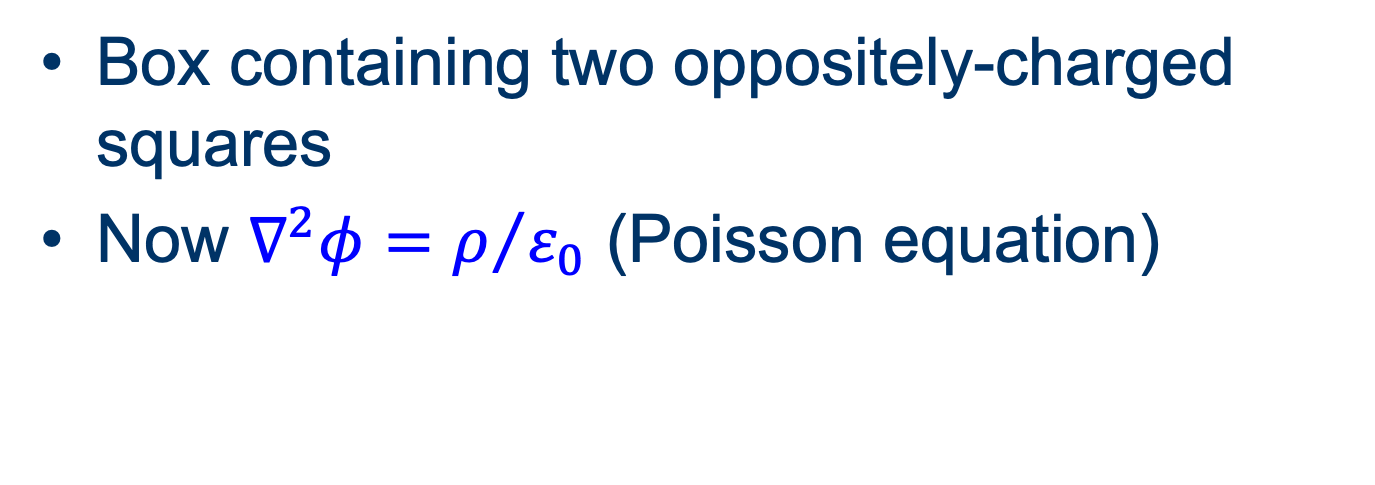 • Box containing two oppositely-charged
squares
• Now ∇²ϕ = ρ/ε₀ (Poisson equation)